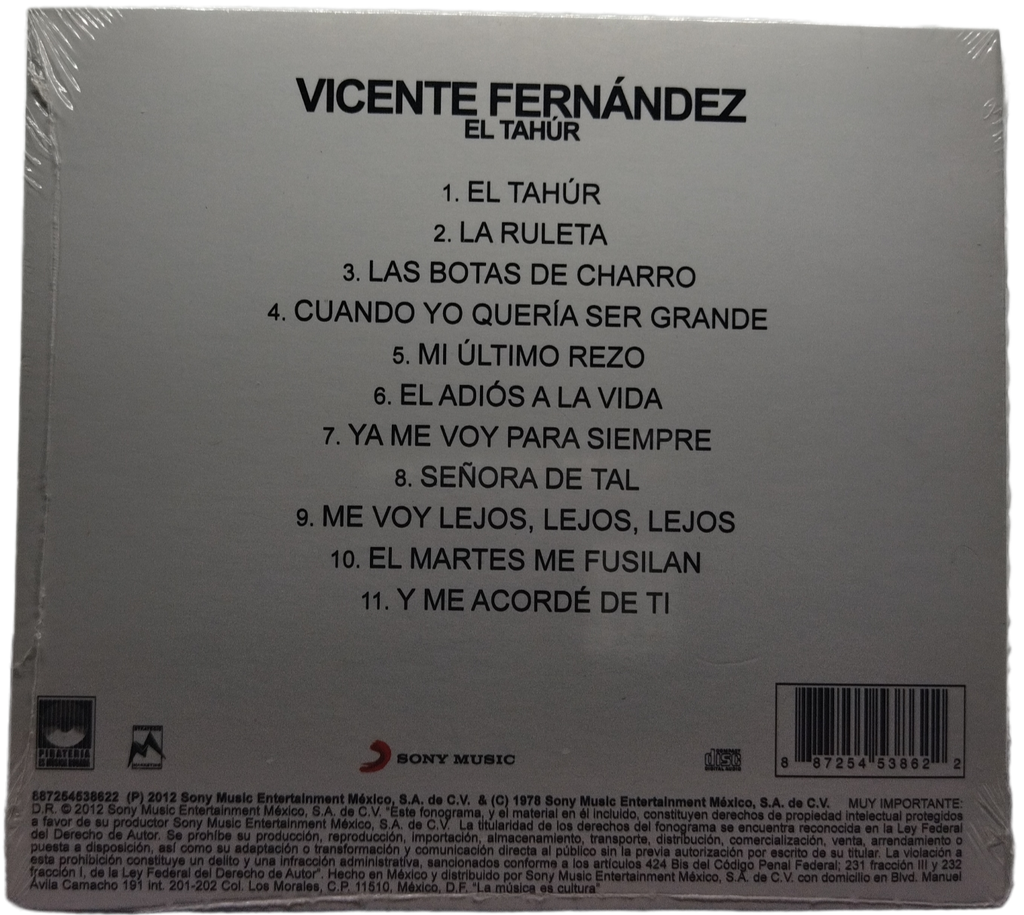 VICENTE FERNÁNDEZ
EL TAHÚR
1. EL TAHÚR
2. LA RULETA
3. LAS BOTAS DE CHARRO
4. CUANDO YO QUERÍA SER GRANDE
5. MI ÚLTIMO REZO
6. EL ADIÓS A LA VIDA
7. YA ME VOY PARA SIEMPRE
8. SEÑORA DE TAL
9. ME VOY LEJOS, LEJOS, LEJOS
10. EL MARTES ME FUSILAN
11. Y ME ACORDÉ DE TI
PIRATERIA
SONY MUSIC
COMPACT
disc
DIGITAL AUDIO
8 87254 53862 2
887254538622 (P) 2012 Sony Music Entertainment México, S.A. de C.V. & (C) 1978 Sony Music Entertainment México, S.A. de C.V. MUY IMPORTANTE:
D.R. © 2012 Sony Music Entertainment México, S.A. de C.V. "Este fonograma, y el material en él incluido, constituyen derechos de propiedad intelectual protegidos
a favor de su productor Sony Music Entertainment México, S.A. de C.V. La titularidad de los derechos del fonograma se encuentra reconocida en la Ley Federal
del Derecho de Autor. Se prohíbe su producción, reproducción, importación, almacenamiento, transporte, distribución, comercialización, venta, arrendamiento o
puesta a disposición, así como su adaptación o transformación y comunicación directa al público sin la previa autorización por escrito de su titular. La violación a
esta prohibición constituye un delito y una infracción administrativa, sancionados conforme a los artículos 424 Bis del Código Penal Federal; 231 fracción III y 232
fracción I, de la Ley Federal del Derecho de Autor". Hecho en México y distribuido por Sony Music Entertainment México, S.A. de C.V. con domicilio en Blvd. Manuel
Ávila Camacho 191 int. 201-202 Col. Los Morales, C.P. 11510, México, D.F. "La música es cultura"